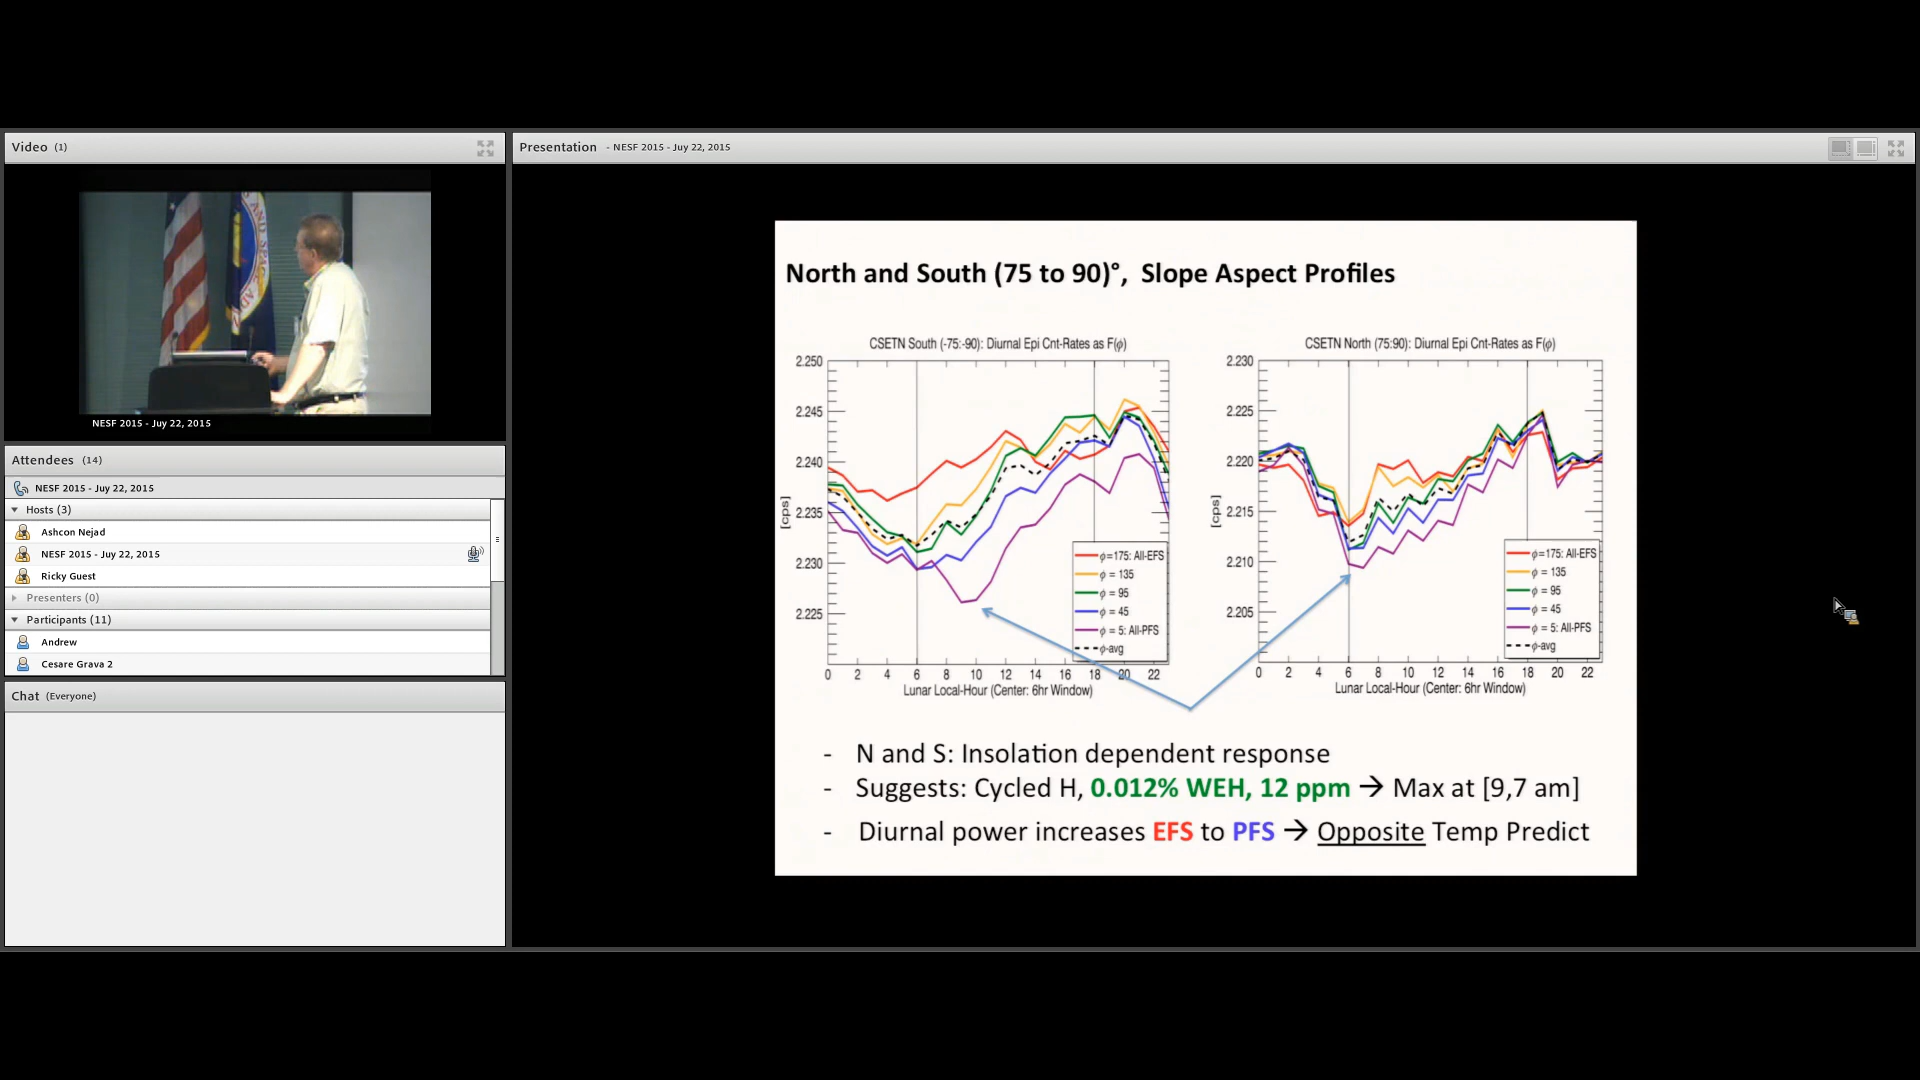 Video (1)
NESF 2015 - Juy 22, 2015
Attendees (14)
NESF 2015 - Juy 22, 2015
Hosts (3)
Ashcon Nejad
NESF 2015 - Juy 22, 2015
Ricky Guest
Presenters (0)
Participants (11)
Andrew
Cesare Grava 2
Chat (Everyone)
Presentation - NESF 2015 - Juy 22, 2015
North and South (75 to 90)°, Slope Aspect Profiles
CSETN South (-75:-90): Diurnal Epi Cnt-Rates as F(ϕ)
2.250
2.245
2.240
2.235
2.230
2.225
[cps]
ϕ=175: All-EFS
ϕ = 135
ϕ = 95
ϕ = 45
ϕ = 5: All-PFS
ϕ-avg
0 2 4 6 8 10 12 14 16 18 20 22
Lunar Local-Hour (Center: 6hr Window)
CSETN North (75:90): Diurnal Epi Cnt-Rates as F(ϕ)
2.230
2.225
2.220
2.215
2.210
2.205
[cps]
ϕ=175: All-EFS
ϕ = 135
ϕ = 95
ϕ = 45
ϕ = 5: All-PFS
ϕ-avg
0 2 4 6 8 10 12 14 16 18 20 22
Lunar Local-Hour (Center: 6hr Window)
- N and S: Insolation dependent response
- Suggests: Cycled H, 0.012% WEH, 12 ppm → Max at [9,7 am]
- Diurnal power increases EFS to PFS → Opposite Temp Predict